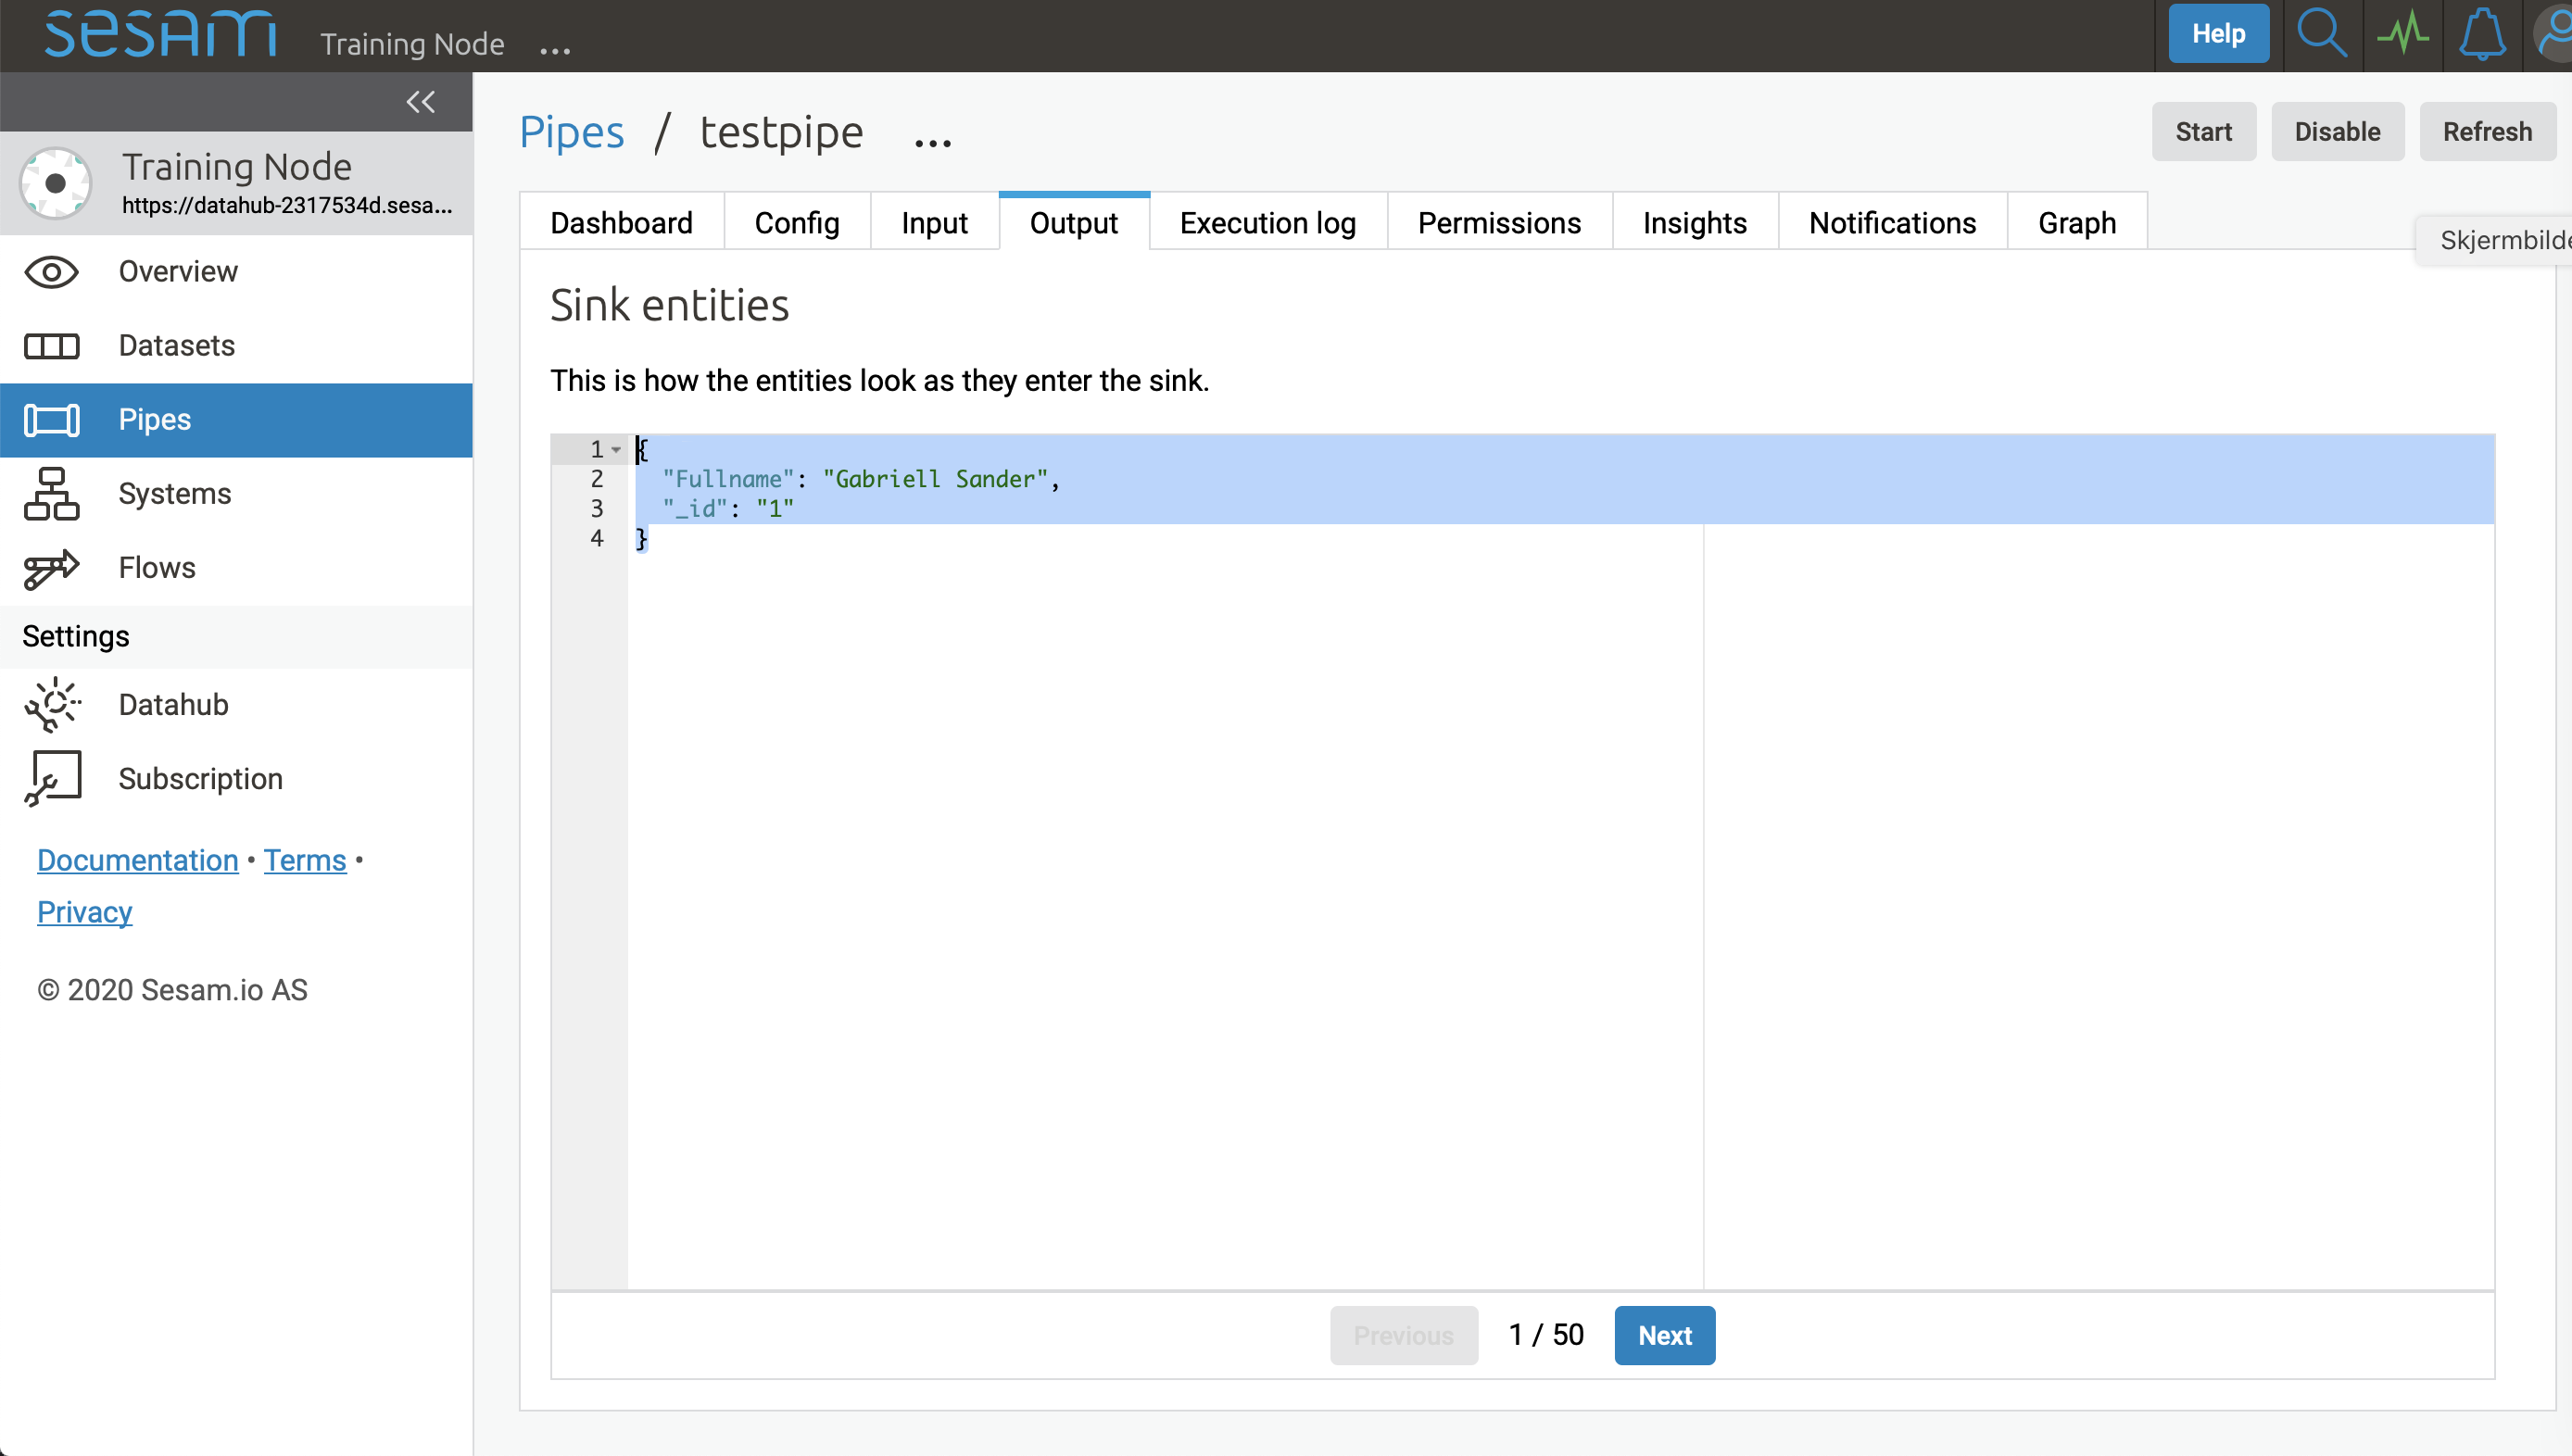 sesam Training Node ...
Help
Training Node
https://datahub-2317534d.sesa...
Overview
Datasets
Pipes
Systems
Flows
Settings
Datahub
Subscription
Documentation • Terms •
Privacy
© 2020 Sesam.io AS
Pipes / testpipe ...
Start Disable Refresh
Dashboard Config Input Output Execution log Permissions Insights Notifications Graph
Skjermbilde
Sink entities
This is how the entities look as they enter the sink.
1 {
2 "Fullname": "Gabriell Sander",
3 "_id": "1"
4 }
Previous 1 / 50 Next